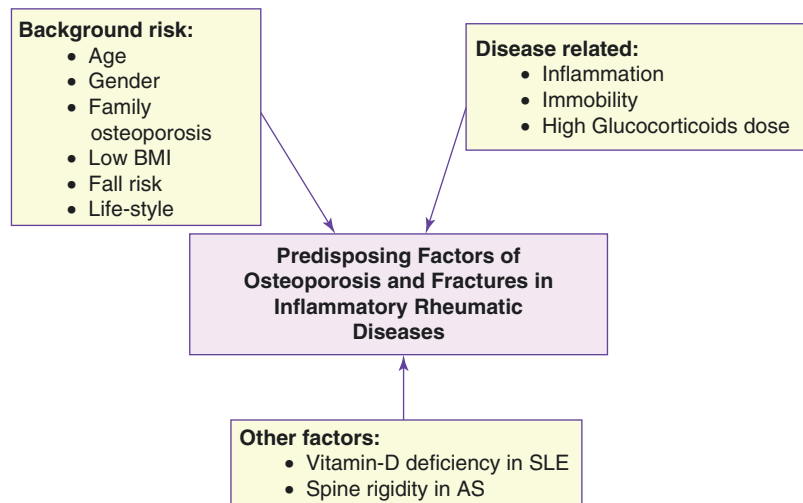 Background risk:
• Age
• Gender
• Family
osteoporosis
• Low BMI
• Fall risk
• Life-style
Disease related:
• Inflammation
• Immobility
• High Glucocorticoids dose
Predisposing Factors of
Osteoporosis and Fractures in
Inflammatory Rheumatic
Diseases
Other factors:
• Vitamin-D deficiency in SLE
• Spine rigidity in AS